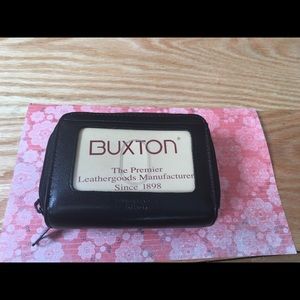 BUXTON®
The Premier
Leathergoods Manufacturer
Since 1898